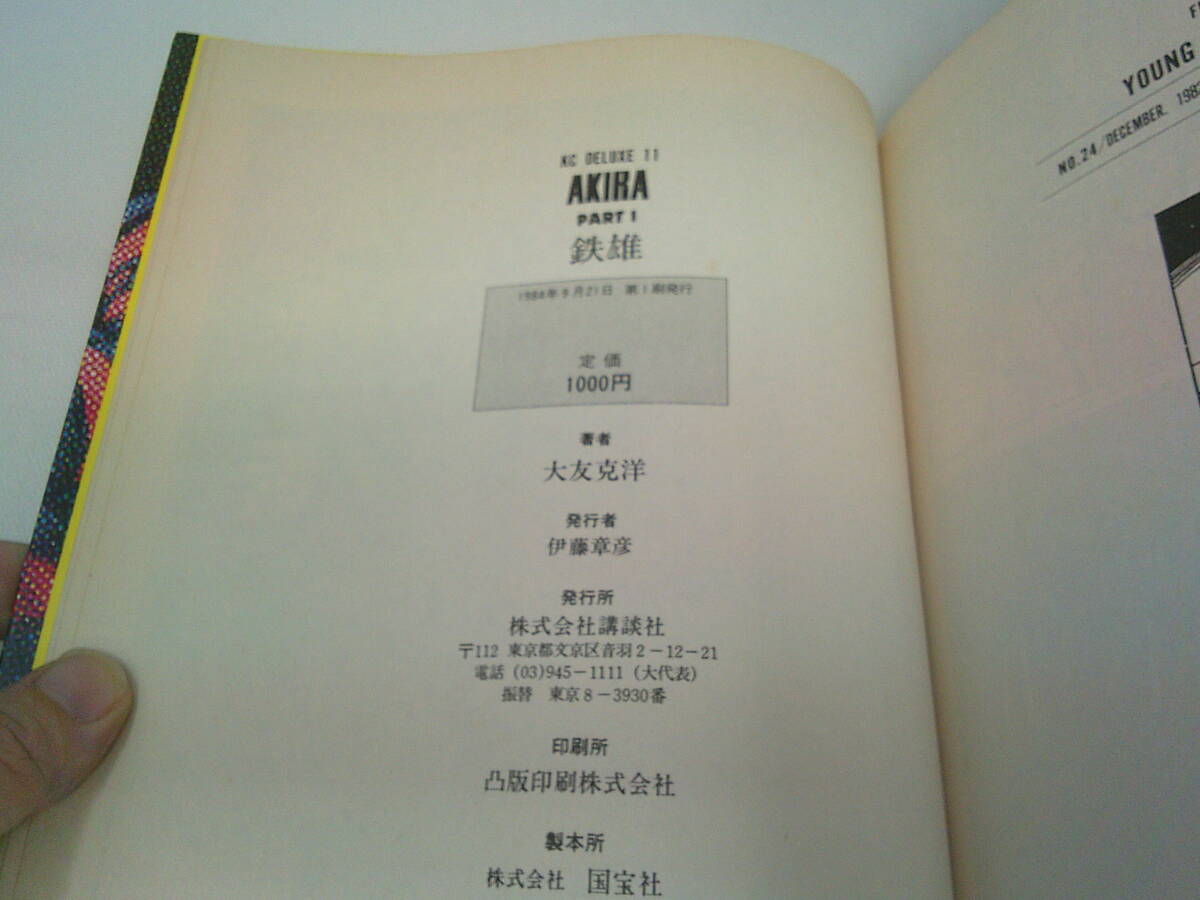 KC DELUXE 11
AKIRA
PART 1
鉄雄
1984年9月21日 第1刷発行
定価
1000円
著者
大友克洋
発行者
伊藤章彦
発行所
株式会社講談社
〒112 東京都文京区音羽2-12-21
電話 (03)945-1111 (大代表)
振替 東京8-3930番
印刷所
凸版印刷株式会社
製本所
株式会社 国宝社
YOUNG
NO.24/DECEMBER.